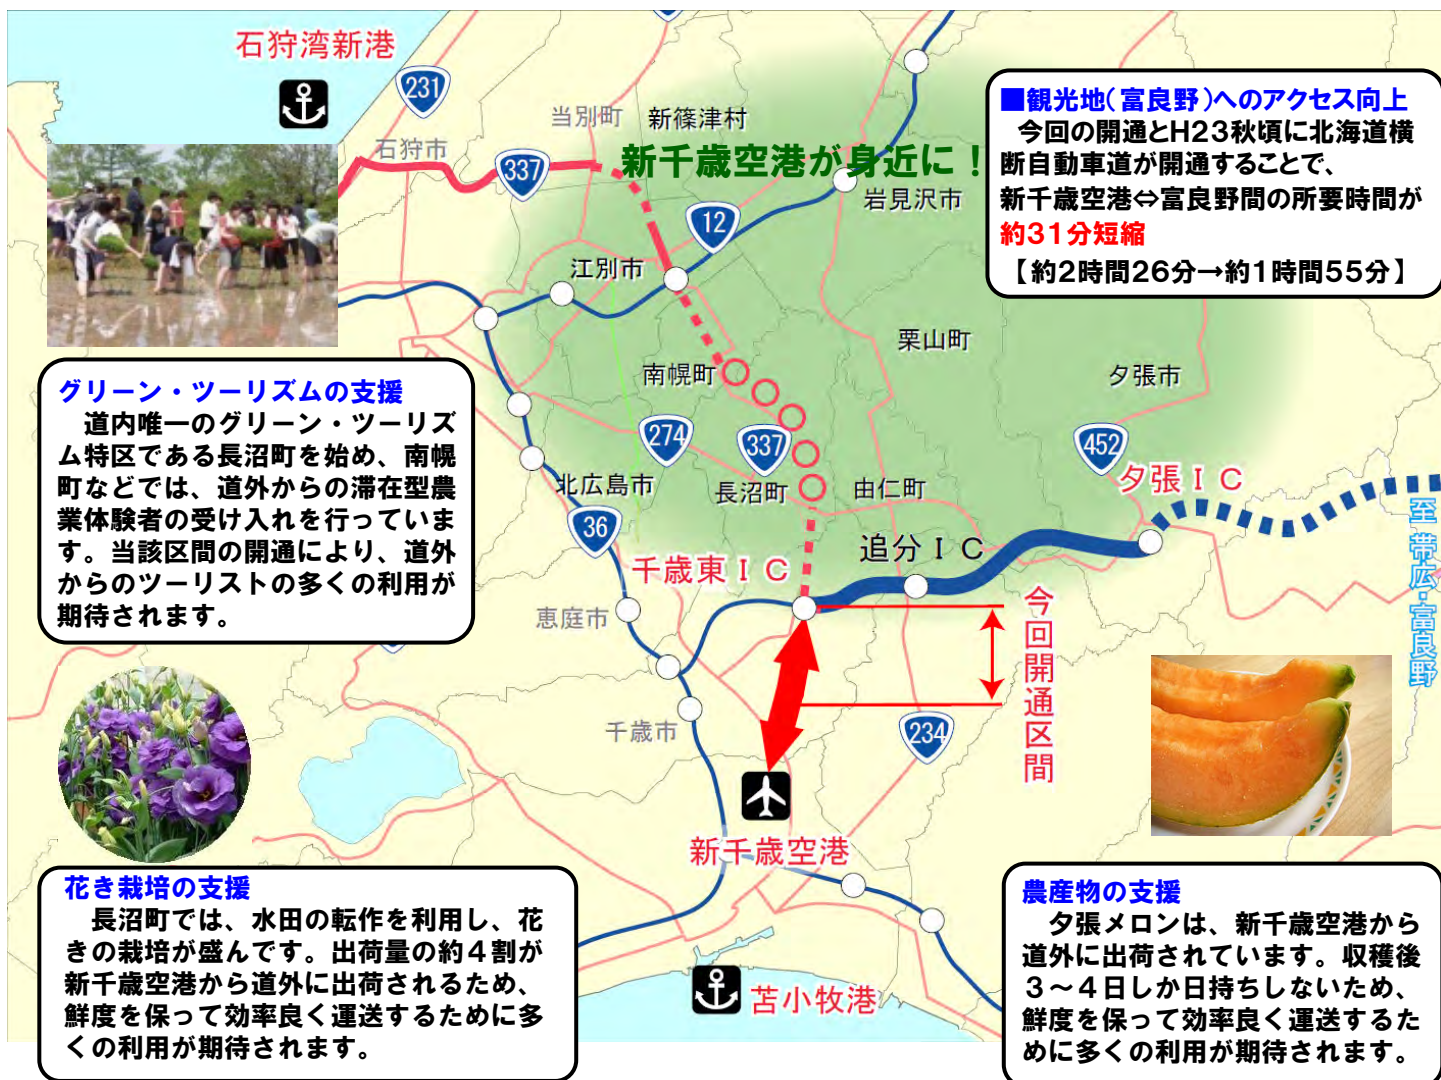 石狩湾新港
231
当別町
新篠津村
石狩市
337
新千歳空港が身近に！
12
岩見沢市
江別市
■観光地（富良野）へのアクセス向上
今回の開通とH23秋頃に北海道横
断自動車道が開通することで、
新千歳空港⇔富良野間の所要時間が
約31分短縮
【約2時間26分→約1時間55分】
栗山町
南幌町
夕張市
グリーン・ツーリズムの支援
道内唯一のグリーン・ツーリズ
ム特区である長沼町を始め、南幌
町などでは、道外からの滞在型農
業体験者の受け入れを行っていま
す。当該区間の開通により、道外
からのツーリストの多くの利用が
期待されます。
274
337
452
北広島市
長沼町
由仁町
夕張ＩＣ
36
追分ＩＣ
千歳東ＩＣ
至 帯広・富良野
恵庭市
今回開通区間
千歳市
234
新千歳空港
花き栽培の支援
長沼町では、水田の転作を利用し、花
きの栽培が盛んです。出荷量の約４割が
新千歳空港から道外に出荷されるため、
鮮度を保って効率良く運送するために多
くの利用が期待されます。
苫小牧港
農産物の支援
夕張メロンは、新千歳空港から
道外に出荷されています。収穫後
３～４日しか日持ちしないため、
鮮度を保って効率良く運送するた
めに多くの利用が期待されます。